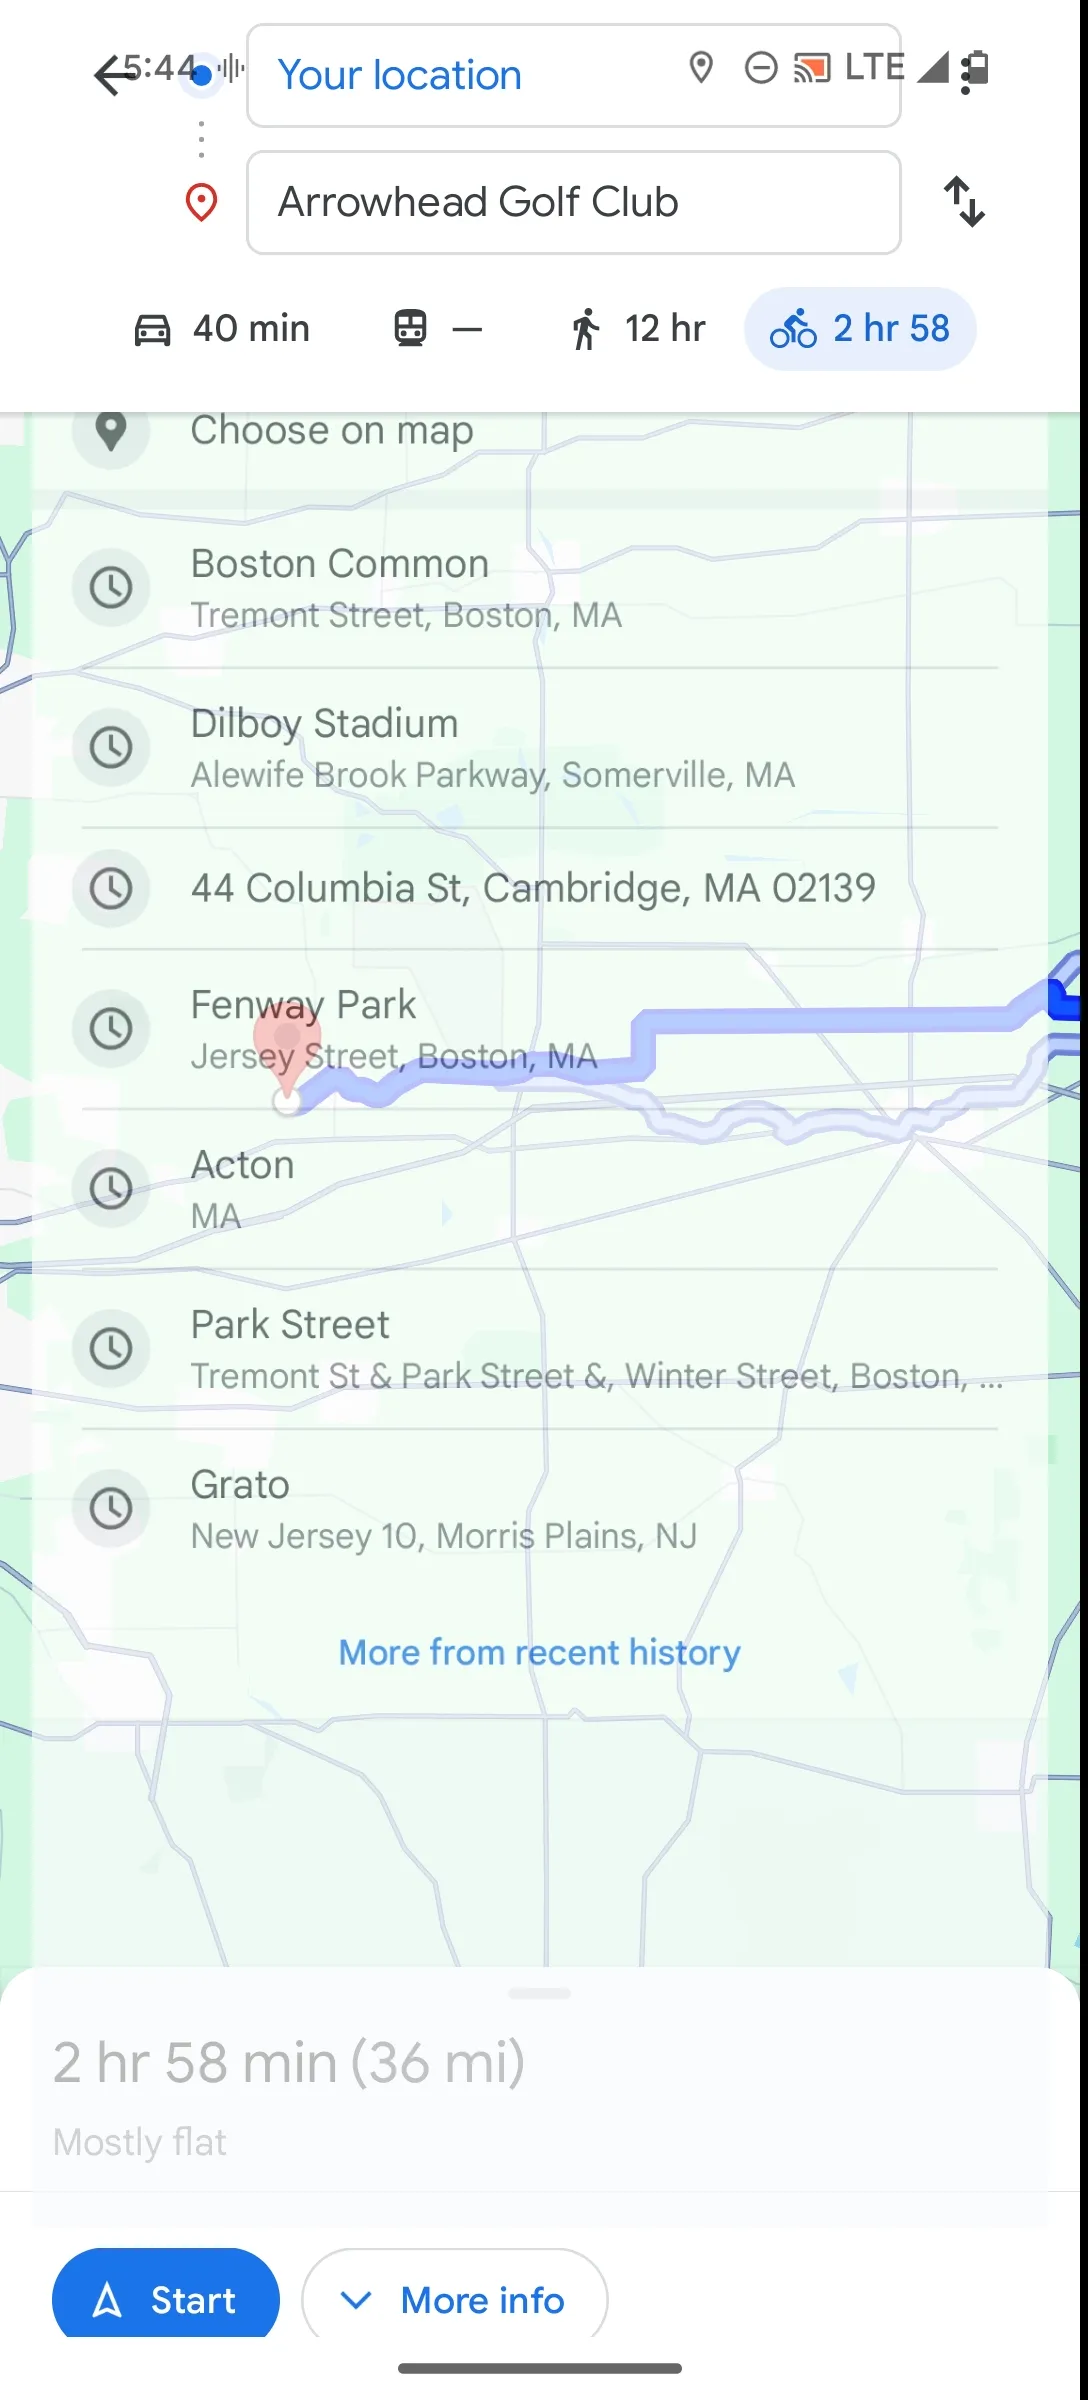 5:44
LTE
Your location
Arrowhead Golf Club
40 min
—
12 hr
2 hr 58
Choose on map
Boston Common
Tremont Street, Boston, MA
Dilboy Stadium
Alewife Brook Parkway, Somerville, MA
44 Columbia St, Cambridge, MA 02139
Fenway Park
Jersey Street, Boston, MA
Acton
MA
Park Street
Tremont St & Park Street &, Winter Street, Boston, ...
Grato
New Jersey 10, Morris Plains, NJ
More from recent history
2 hr 58 min (36 mi)
Mostly flat
Start
More info